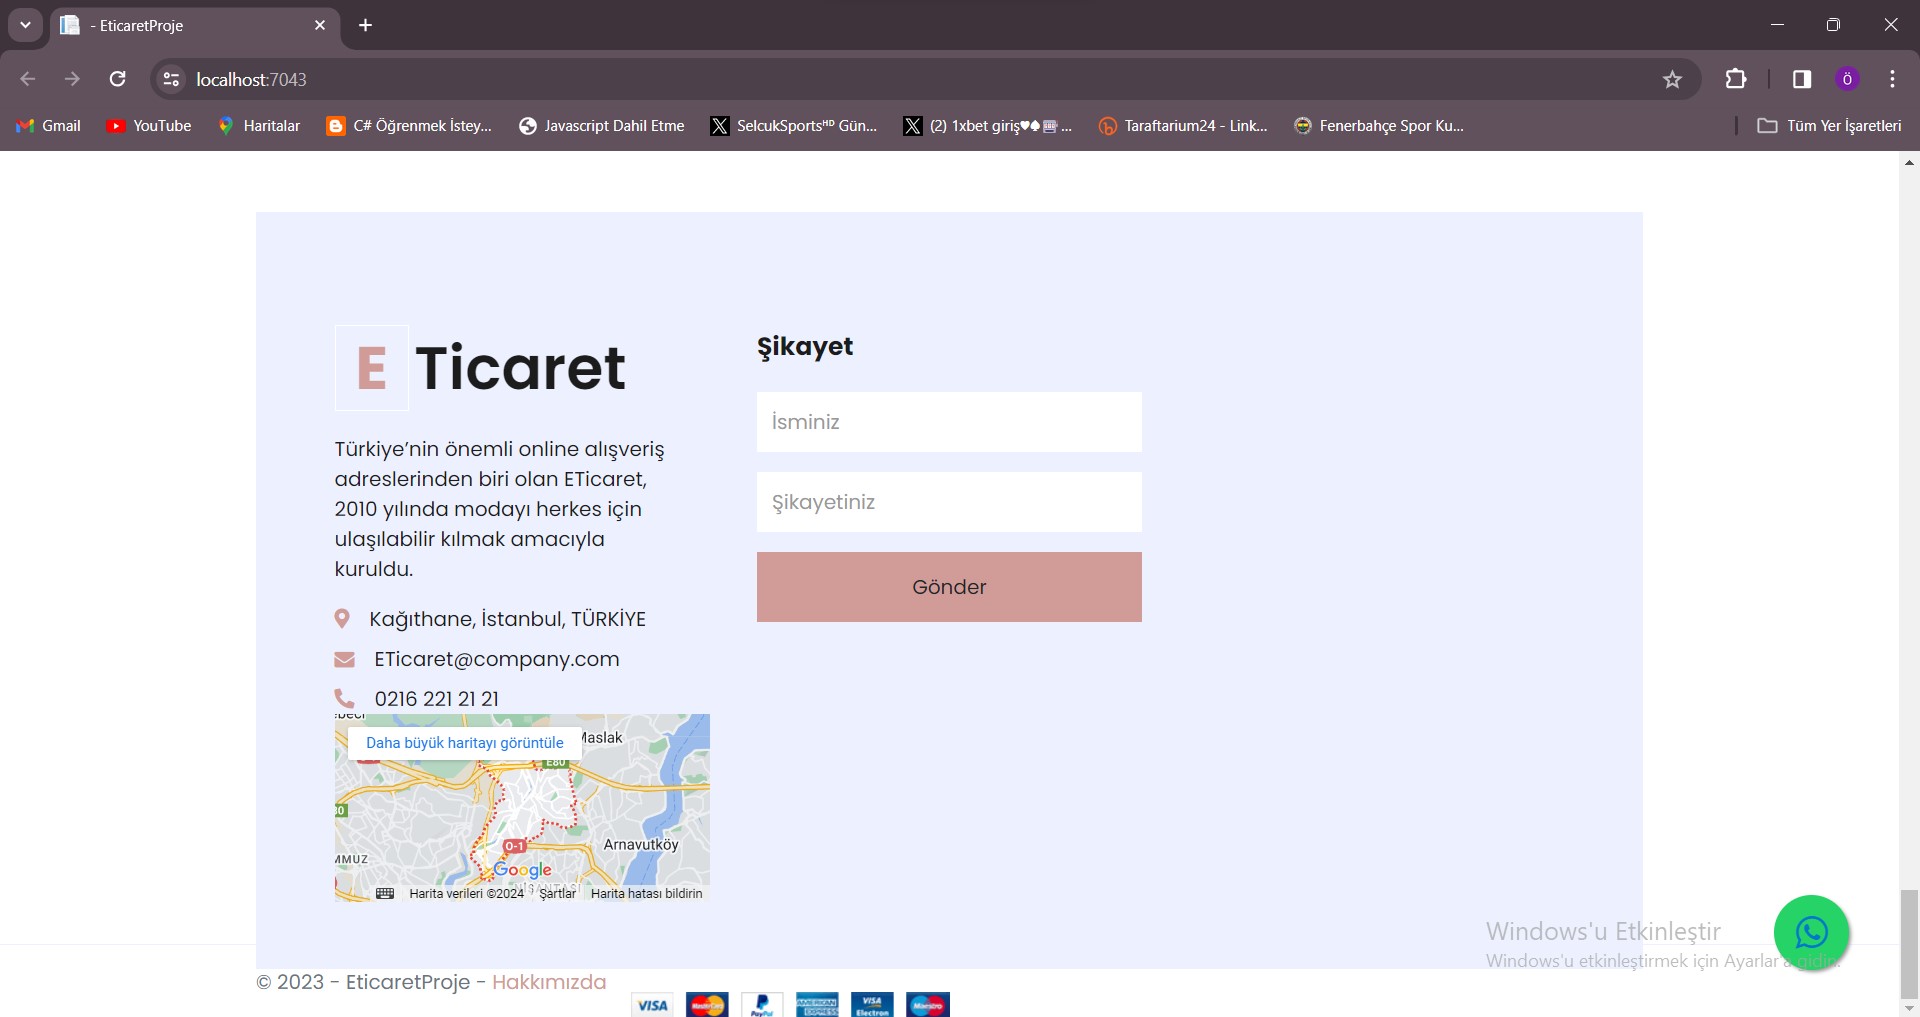 - EticaretProje
localhost:7043
Gmail
YouTube
Haritalar
C# Öğrenmek İstey...
Javascript Dahil Etme
SelcukSportsᴴᴰ Gün...
(2) 1xbet giriş♥♠🎰 ...
Taraftarium24 - Link...
Fenerbahçe Spor Ku...
Tüm Yer İşaretleri
E Ticaret
Türkiye’nin önemli online alışveriş
adreslerinden biri olan ETicaret,
2010 yılında modayı herkes için
ulaşılabilir kılmak amacıyla
kuruldu.
Kağıthane, İstanbul, TÜRKİYE
ETicaret@company.com
0216 221 21 21
Daha büyük haritayı görüntüle
Maslak
E80
O-1
Arnavutköy
Google
NİŞANTAŞI
Harita verileri ©2024
Şartlar
Harita hatası bildirin
Şikayet
İsminiz
Şikayetiniz
Gönder
Windows'u Etkinleştir
Windows'u etkinleştirmek için Ayarlar'a gidin.
© 2023 - EticaretProje - Hakkımızda
VISA
MasterCard
PayPal
AMERICAN EXPRESS
VISA Electron
Maestro